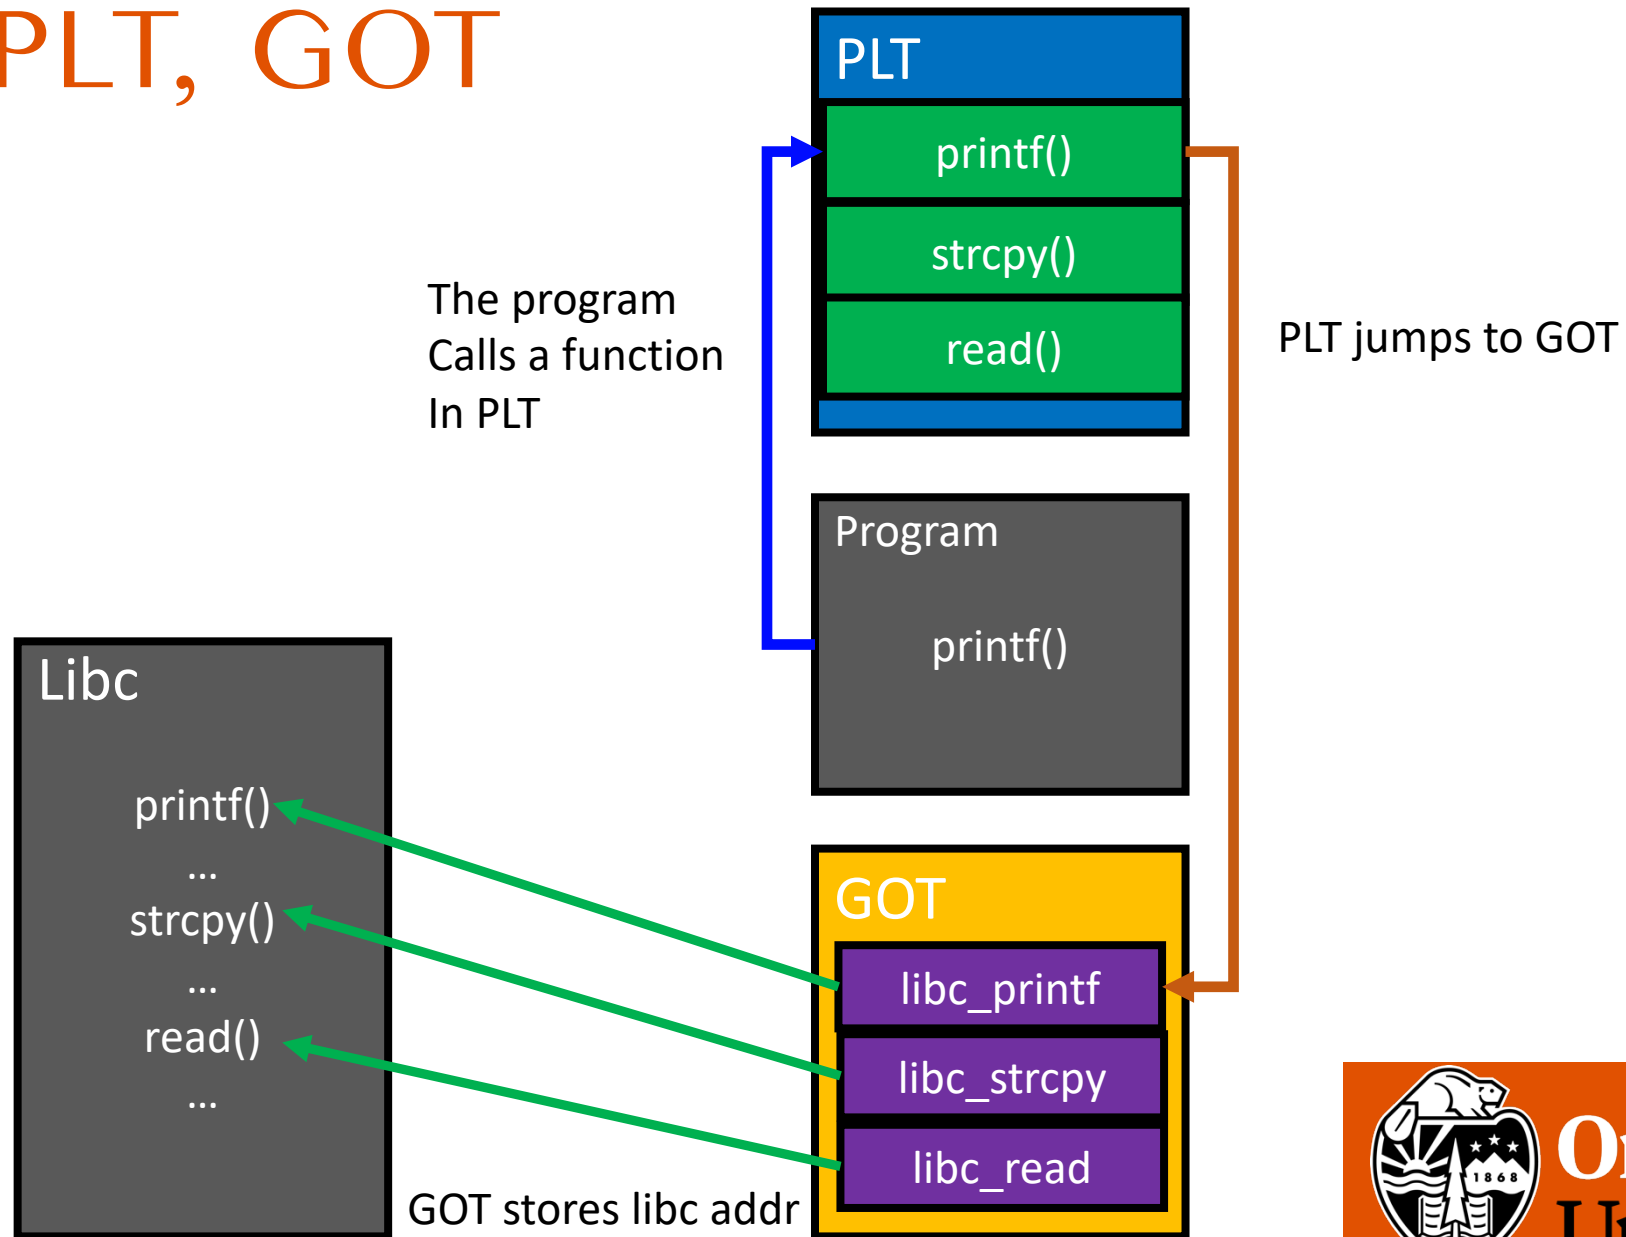 PLT, GOT
PLT
printf()
strcpy()
read()
The program
Calls a function
In PLT
PLT jumps to GOT
Program
printf()
Libc
printf()
...
strcpy()
...
read()
...
GOT
libc_printf
libc_strcpy
libc_read
GOT stores libc addr
1868